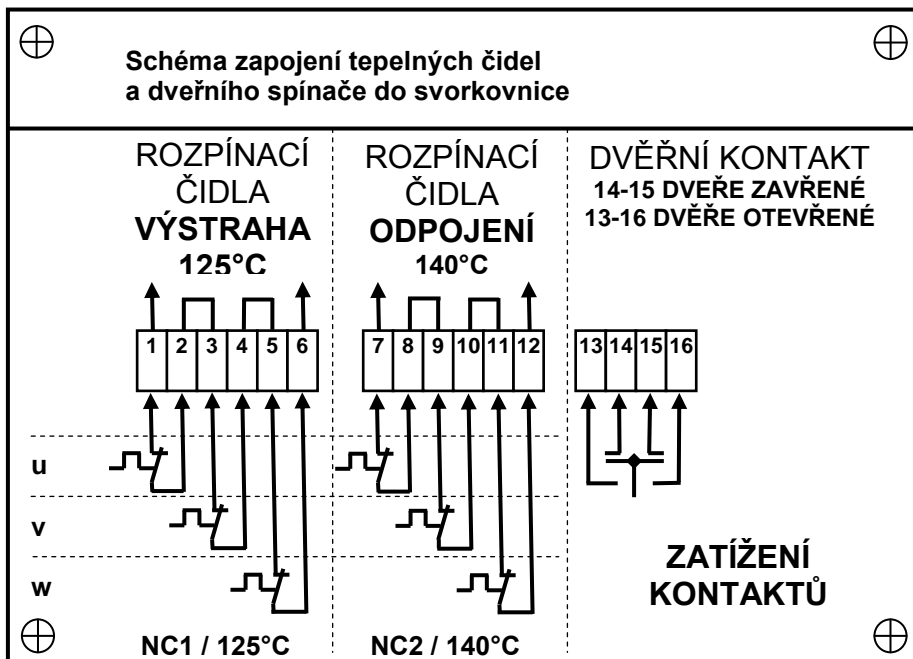 Schéma zapojení tepelných čidel
a dveřního spínače do svorkovnice
ROZPÍNACÍ
ČIDLA
VÝSTRAHA
125°C
ROZPÍNACÍ
ČIDLA
ODPOJENÍ
140°C
DVĚŘNÍ KONTAKT
14-15 DVEŘE ZAVŘENÉ
13-16 DVĚŘE OTEVŘENÉ
1 2 3 4 5 6
7 8 9 10 11 12
13 14 15 16
u
v
w
ZATÍŽENÍ
KONTAKTŮ
NC1 / 125°C
NC2 / 140°C